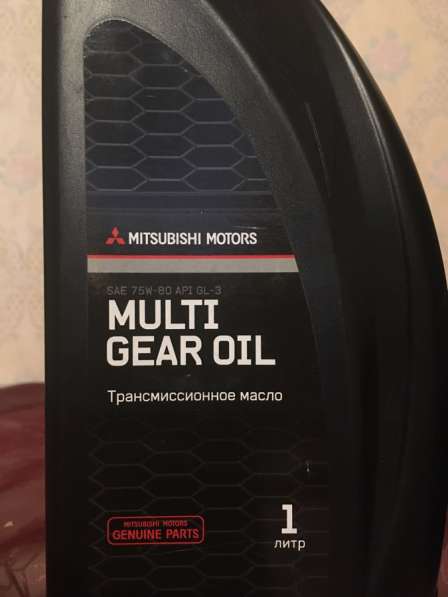 MITSUBISHI MOTORS
SAE 75W-80 API GL-3
MULTI
GEAR OIL
Трансмиссионное масло
MITSUBISHI MOTORS
GENUINE PARTS
1
литр